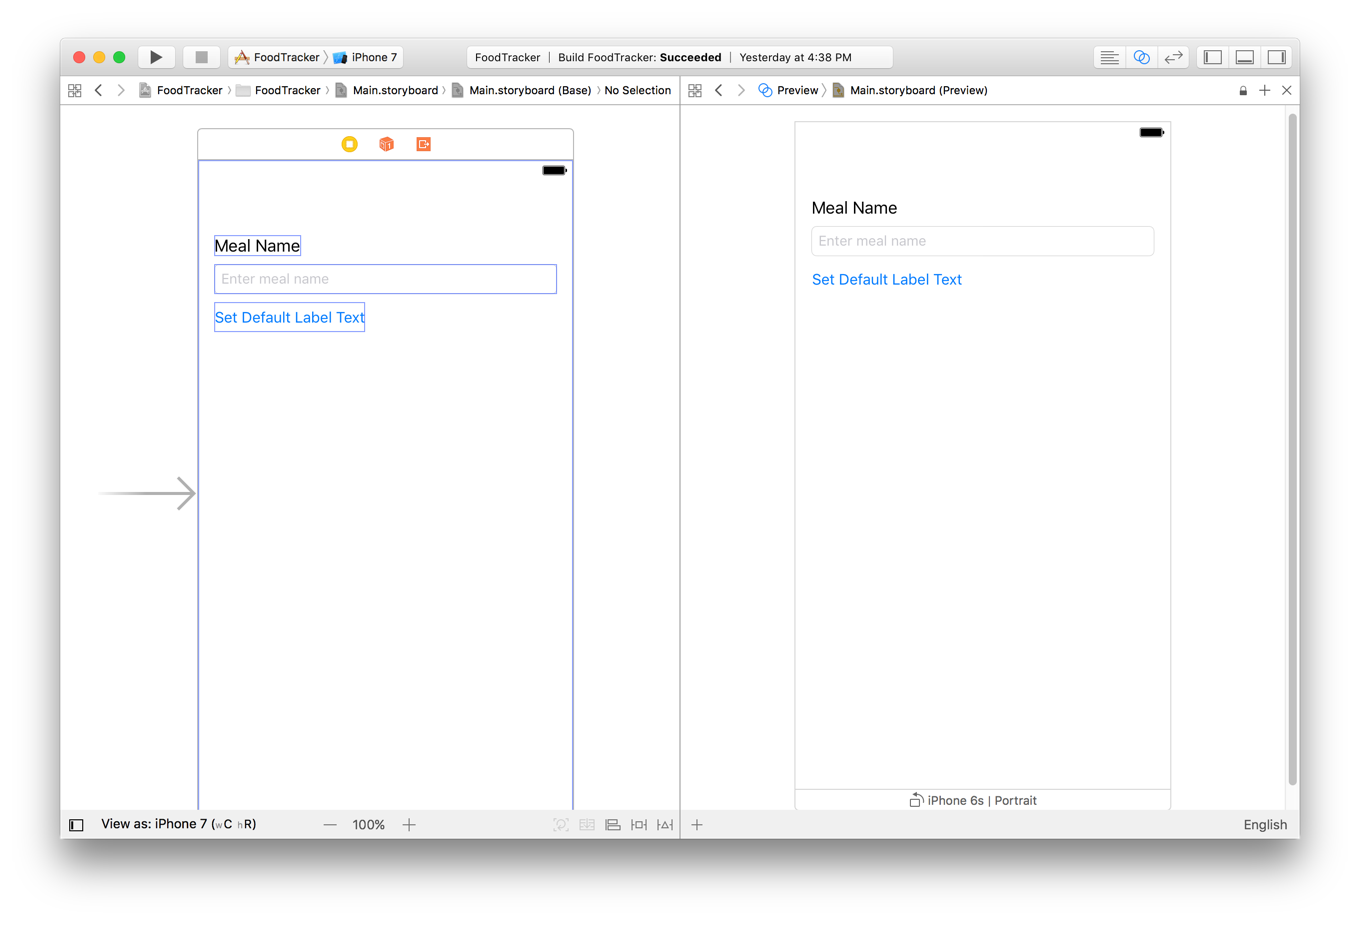 FoodTracker 〉 iPhone 7
FoodTracker | Build FoodTracker: Succeeded | Yesterday at 4:38 PM
FoodTracker 〉 FoodTracker 〉 Main.storyboard 〉 Main.storyboard (Base) 〉 No Selection
Preview 〉 Main.storyboard (Preview)
Meal Name
Enter meal name
Set Default Label Text
Meal Name
Enter meal name
Set Default Label Text
iPhone 6s | Portrait
View as: iPhone 7 (wC hR)
— 100% +
English